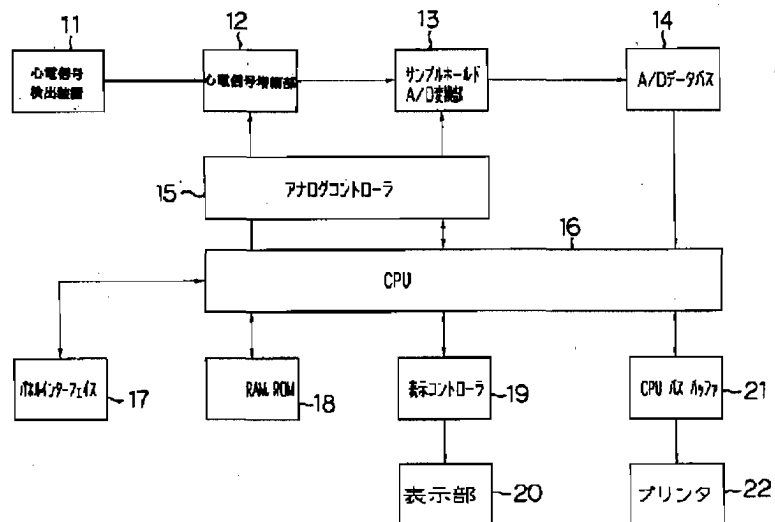 11
12
13
14
心電信号
検出装置
心電信号増幅部
サンプルホールド
A/D変換部
A/Dデータバス
15
アナログコントローラ
16
CPU
パネルインターフェイス
17
RAM,ROM
18
表示コントローラ
19
CPU バス バッファ
21
表示部
20
プリンタ
22